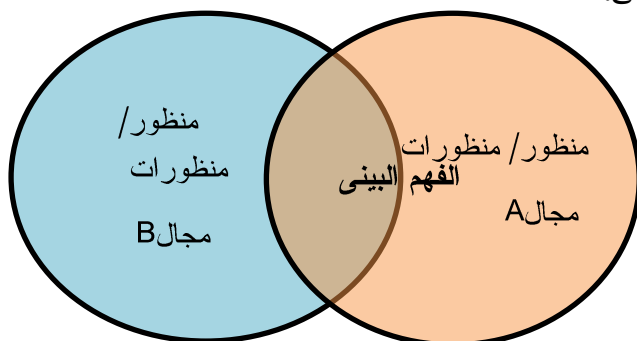 منظور/ منظورات
مجالA
الفهم البينى
منظور/
منظورات
مجالB